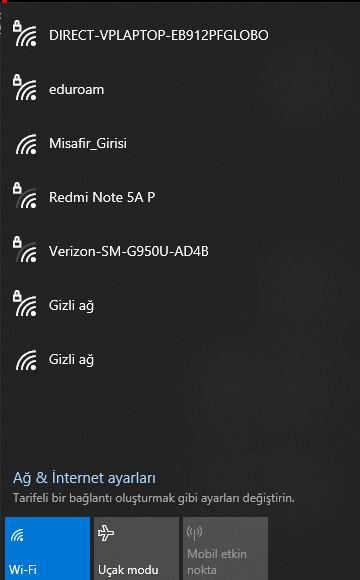 DIRECT-VPLAPTOP-EB912PFGLOBO
eduroam
Misafir_Girisi
Redmi Note 5A P
Verizon-SM-G950U-AD4B
Gizli ağ
Gizli ağ
Ağ & İnternet ayarları
Tarifeli bir bağlantı oluşturmak gibi ayarları değiştirin.
Wi-Fi
Uçak modu
Mobil etkin
nokta